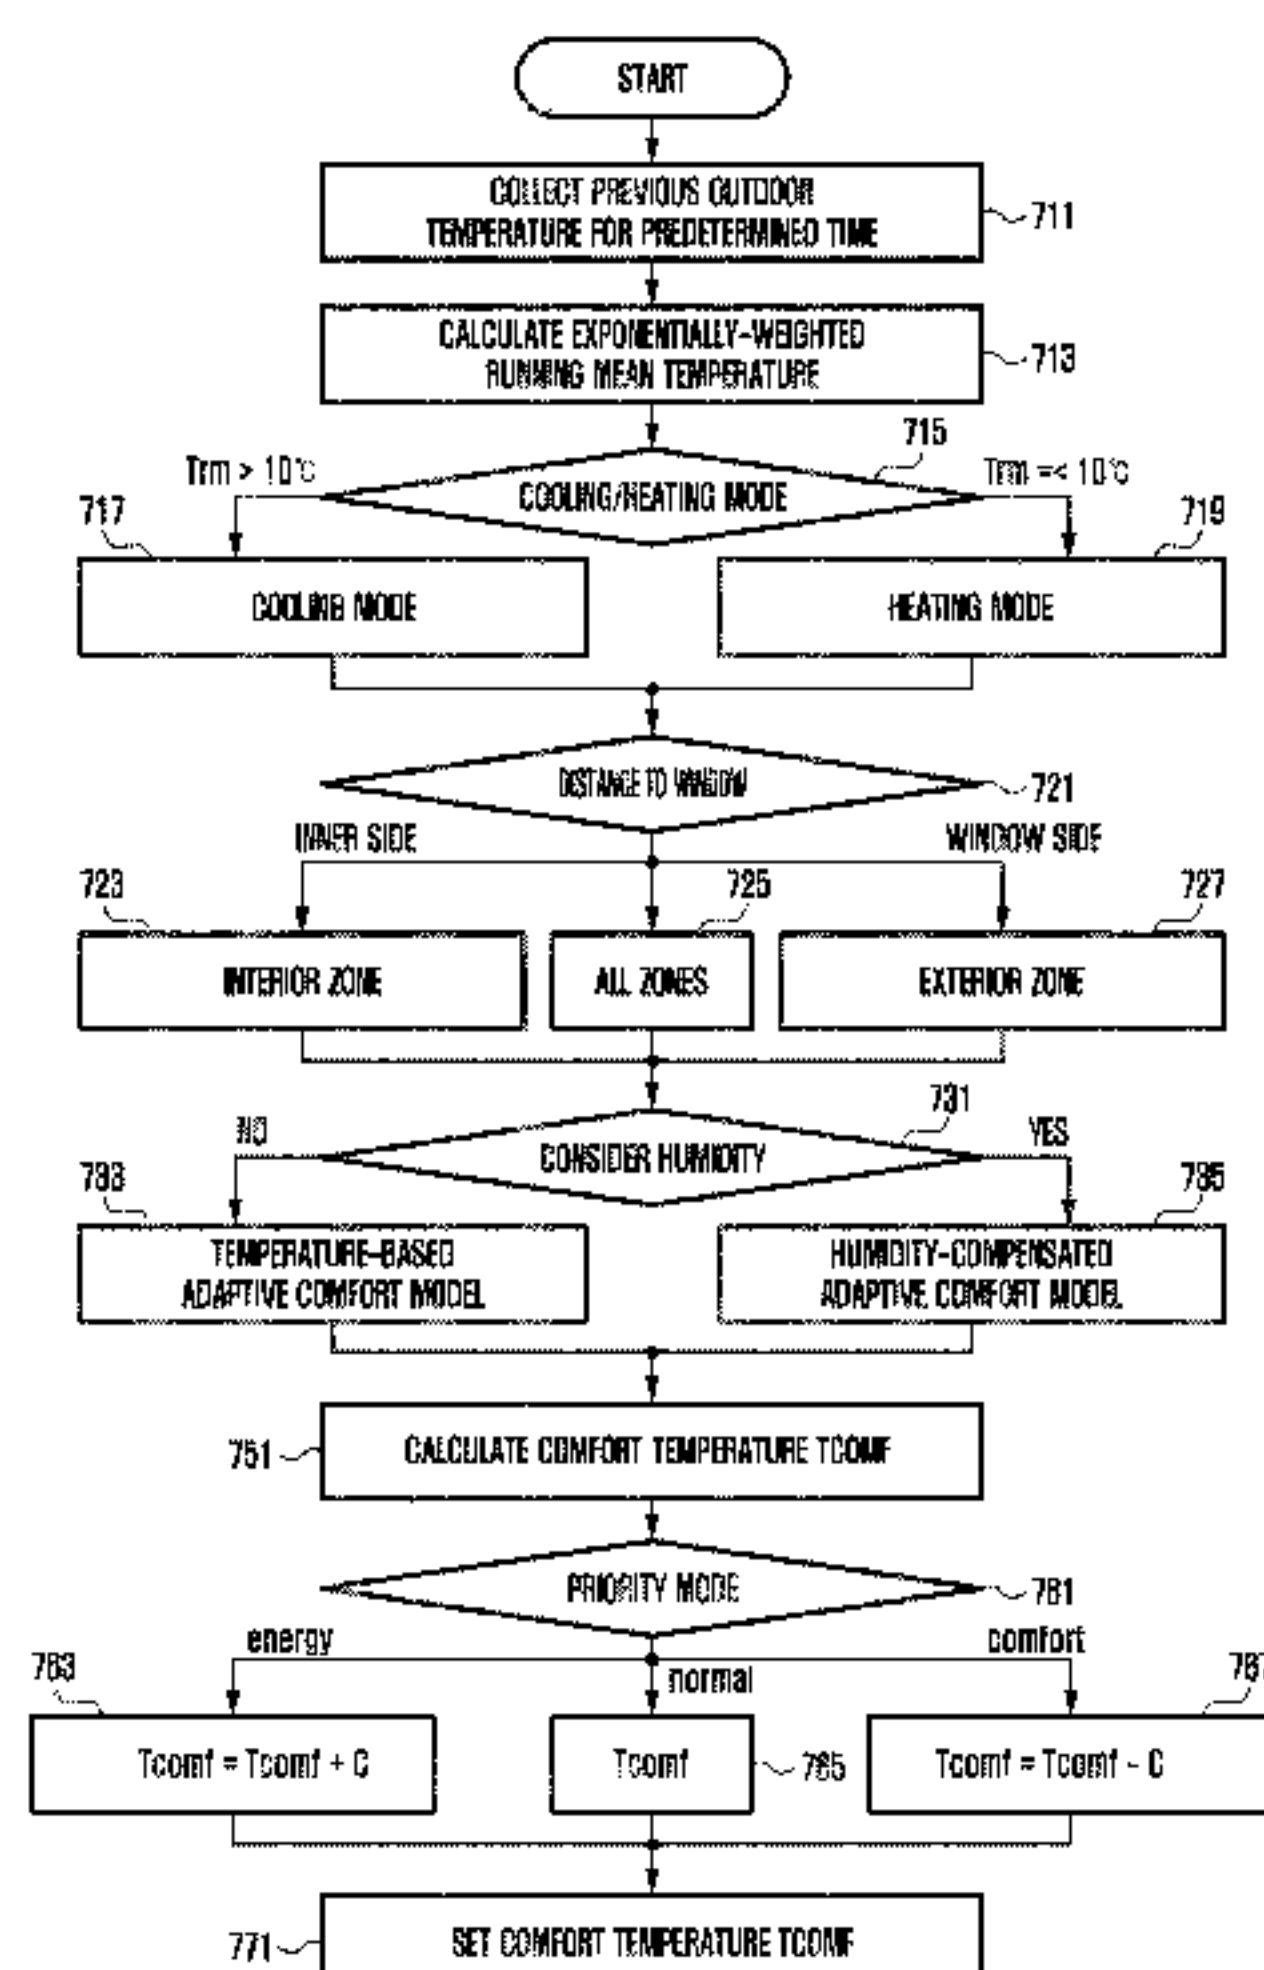 START
COLLECT PREVIOUS OUTDOOR
TEMPERATURE FOR PREDETERMINED TIME
711
CALCULATE EXPONENTIALLY-WEIGHTED
RUNNING MEAN TEMPERATURE
713
715
Trm > 10℃
COOLING/HEATING MODE
Trm =< 10℃
717
719
COOLING MODE
HEATING MODE
DISTANCE TO WINDOW
721
INNER SIDE
WINDOW SIDE
723
725
727
INTERIOR ZONE
ALL ZONES
EXTERIOR ZONE
731
NO
CONSIDER HUMIDITY
YES
733
735
TEMPERATURE-BASED
ADAPTIVE COMFORT MODEL
HUMIDITY-COMPENSATED
ADAPTIVE COMFORT MODEL
751
CALCULATE COMFORT TEMPERATURE TCOMF
PRIORITY MODE
761
energy
comfort
normal
763
Tcomf = Tcomf + C
Tcomf
765
Tcomf = Tcomf - C
771
SET COMFORT TEMPERATURE TCOMF